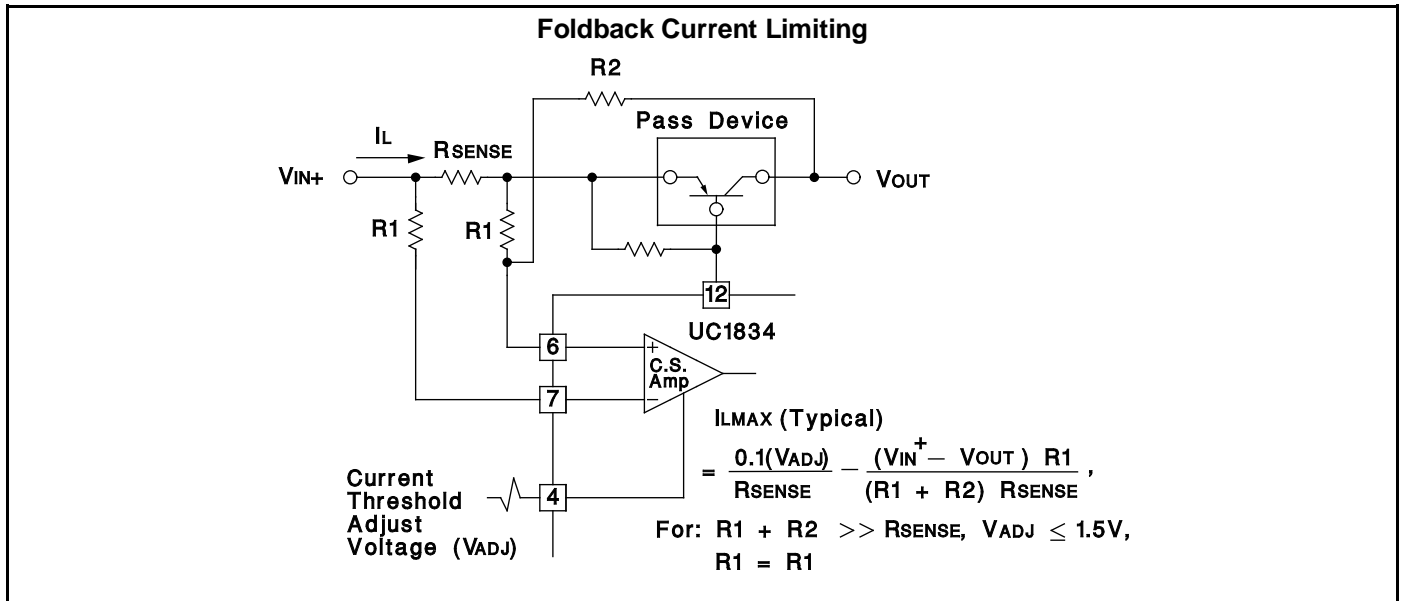 Foldback Current Limiting
R2
Pass Device
IL
RSENSE
VIN+
VOUT
R1
R1
12
UC1834
6
+
C.S.
Amp
7
−
ILMAX (Typical)
= 0.1(VADJ) / RSENSE − (VIN+ − VOUT ) R1 / (R1 + R2) RSENSE ,
Current
Threshold
Adjust
Voltage (VADJ)
4
For: R1 + R2 >> RSENSE, VADJ ≤ 1.5V,
R1 = R1